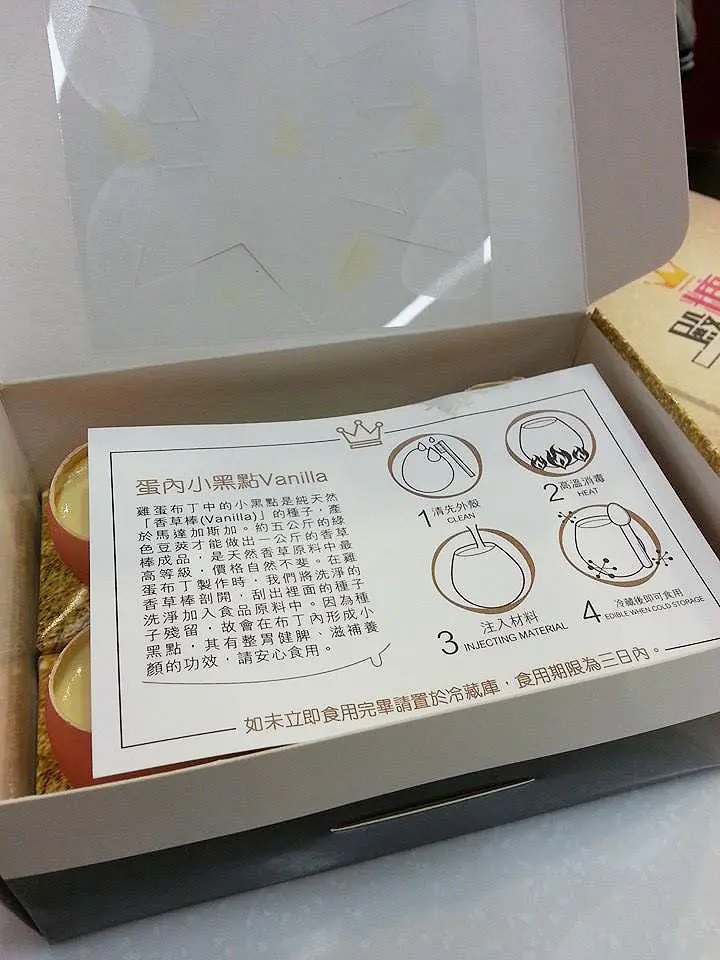 蛋內小黑點Vanilla
雞蛋布丁中的小黑點是純天然
「香草棒(Vanilla)」的種子，產
於馬達加斯加。約五公斤的綠
色豆莢才能做出一公斤的香草
棒成品，是天然香草原料中最
高等級，價格自然不斐。在雞
蛋布丁製作時，我們將洗淨的
香草棒剖開，刮出裡面的種子
洗淨加入食品原料中。因為種
子殘留，故會在布丁內形成小
黑點，其有整胃健脾、滋補養
顏的功效，請安心食用。
1清先外殼
CLEAN
2高溫消毒
HEAT
3 注入材料
INJECTING MATERIAL
4 冷藏後即可食用
EDIBLE WHEN COLD STORAGE
如未立即食用完畢請置於冷藏庫，食用期限為三日內。